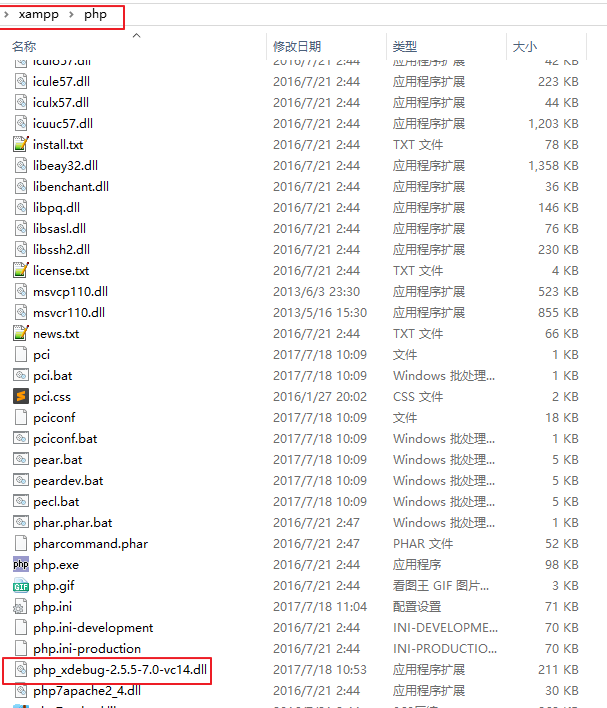 xampp > php
名称 修改日期 类型 大小
iculo57.dll 2016/7/21 2:44 应用程序扩展 42 KB
icule57.dll 2016/7/21 2:44 应用程序扩展 223 KB
iculx57.dll 2016/7/21 2:44 应用程序扩展 44 KB
icuuc57.dll 2016/7/21 2:44 应用程序扩展 1,203 KB
install.txt 2016/7/21 2:44 TXT 文件 78 KB
libeay32.dll 2016/7/21 2:44 应用程序扩展 1,358 KB
libenchant.dll 2016/7/21 2:44 应用程序扩展 36 KB
libpq.dll 2016/7/21 2:44 应用程序扩展 146 KB
libsasl.dll 2016/7/21 2:44 应用程序扩展 76 KB
libssh2.dll 2016/7/21 2:44 应用程序扩展 230 KB
license.txt 2016/7/21 2:44 TXT 文件 4 KB
msvcp110.dll 2013/6/3 23:30 应用程序扩展 523 KB
msvcr110.dll 2013/5/16 15:30 应用程序扩展 855 KB
news.txt 2016/7/21 2:44 TXT 文件 66 KB
pci 2017/7/18 10:09 文件 1 KB
pci.bat 2017/7/18 10:09 Windows 批处理... 1 KB
pci.css 2016/1/27 20:02 CSS 文件 2 KB
pciconf 2017/7/18 10:09 文件 18 KB
pciconf.bat 2017/7/18 10:09 Windows 批处理... 1 KB
pear.bat 2017/7/18 10:09 Windows 批处理... 5 KB
peardev.bat 2017/7/18 10:09 Windows 批处理... 5 KB
pecl.bat 2017/7/18 10:09 Windows 批处理... 5 KB
phar.phar.bat 2016/7/21 2:47 Windows 批处理... 1 KB
pharcommand.phar 2016/7/21 2:47 PHAR 文件 52 KB
php php.exe 2016/7/21 2:44 应用程序 98 KB
GIF php.gif 2016/7/21 2:44 看图王 GIF 图片... 3 KB
php.ini 2017/7/18 11:04 配置设置 71 KB
php.ini-development 2016/7/21 2:44 INI-DEVELOPME... 70 KB
php.ini-production 2016/7/21 2:44 INI-PRODUCTIO... 70 KB
php_xdebug-2.5.5-7.0-vc14.dll 2017/7/18 10:53 应用程序扩展 211 KB
php7apache2_4.dll 2016/7/21 2:44 应用程序扩展 30 KB